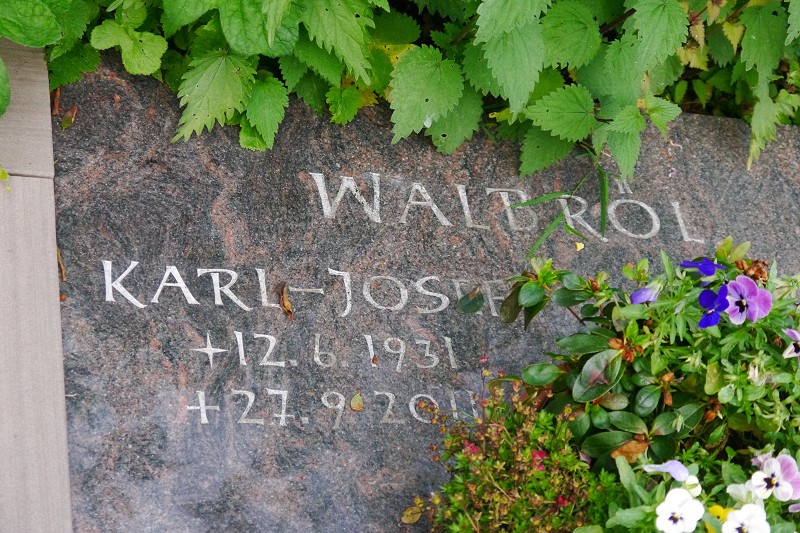 WALBRÖL
KARL-JOSEF
+12.6.1931
+27.9.2011